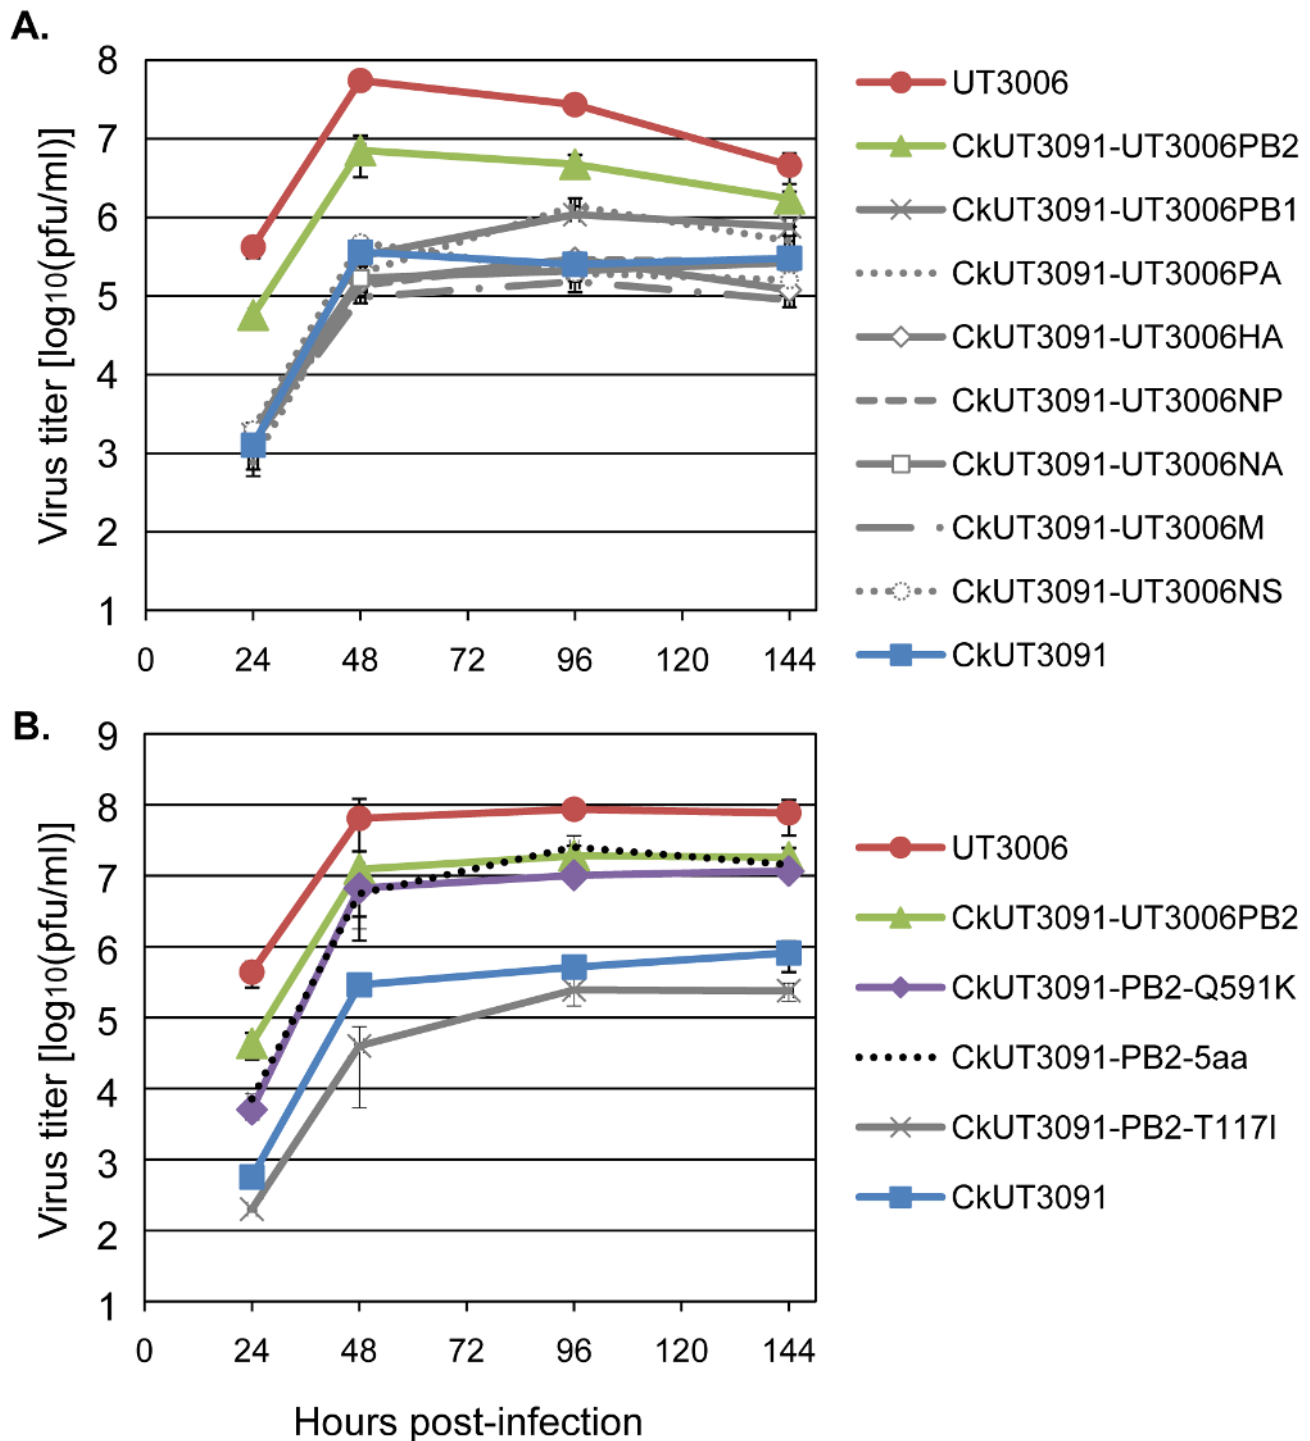 A.
Virus titer [log10(pfu/ml)]
8
7
6
5
4
3
2
1
0 24 48 72 96 120 144
UT3006
CkUT3091-UT3006PB2
CkUT3091-UT3006PB1
CkUT3091-UT3006PA
CkUT3091-UT3006HA
CkUT3091-UT3006NP
CkUT3091-UT3006NA
CkUT3091-UT3006M
CkUT3091-UT3006NS
CkUT3091
B.
Virus titer [log10(pfu/ml)]
9
8
7
6
5
4
3
2
1
0 24 48 72 96 120 144
Hours post-infection
UT3006
CkUT3091-UT3006PB2
CkUT3091-PB2-Q591K
CkUT3091-PB2-5aa
CkUT3091-PB2-T117I
CkUT3091